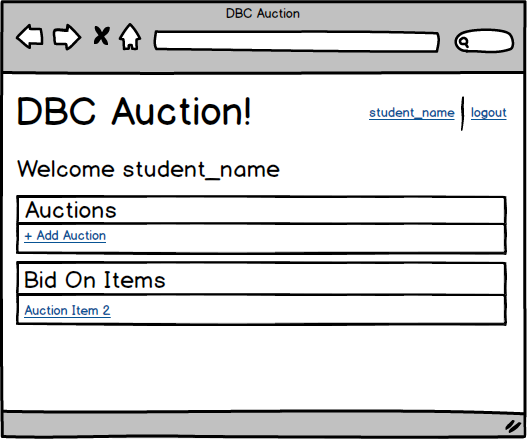 DBC Auction
DBC Auction!
student_name | logout
Welcome student_name
Auctions
+ Add Auction
Bid On Items
Auction Item 2